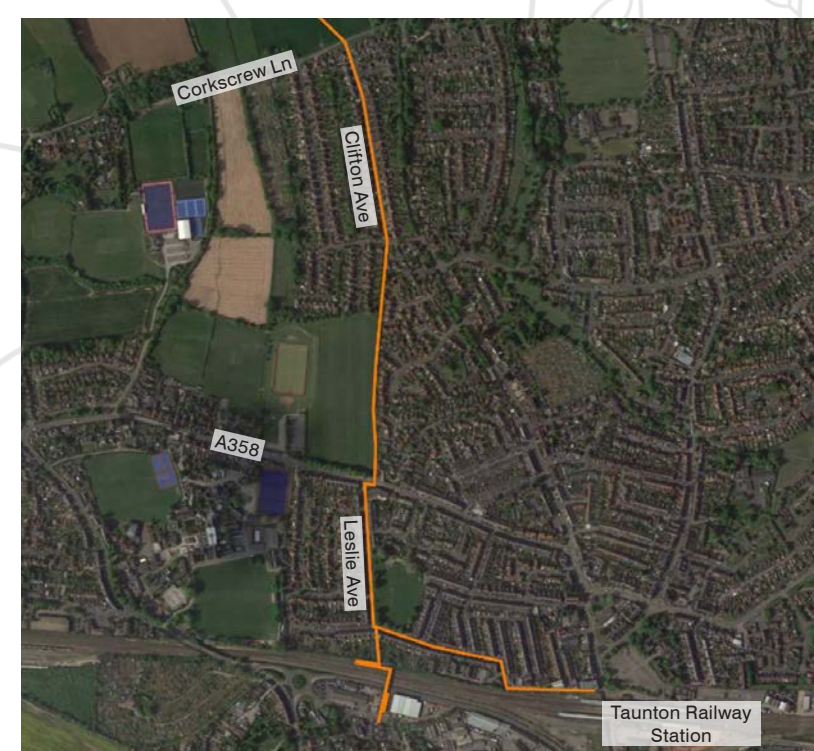 Corkscrew Ln
Clifton Ave
A358
Leslie Ave
Taunton Railway
Station